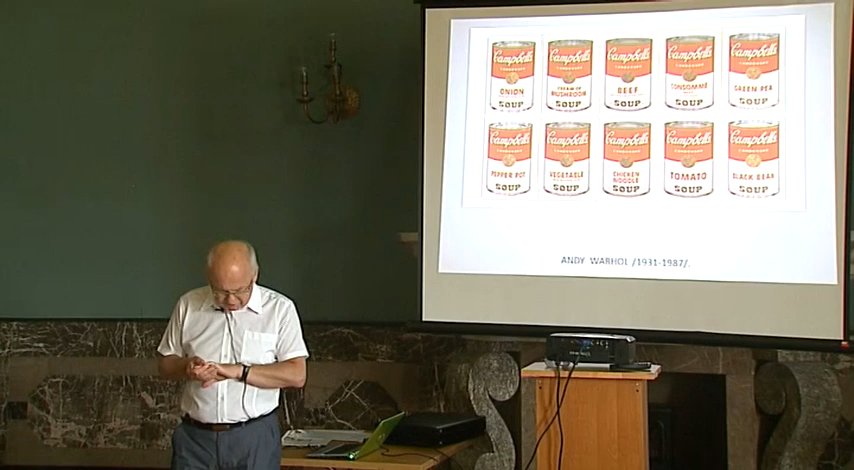 Campbell's Campbell's Campbell's Campbell's Campbell's
CONDENSED
ONION CREAM OF MUSHROOM BEEF CONSOMMÉ GREEN PEA
SOUP SOUP SOUP SOUP SOUP
Campbell's Campbell's Campbell's Campbell's Campbell's
PEPPER POT VEGETABLE CHICKEN NOODLE TOMATO BLACK BEAN
SOUP SOUP SOUP SOUP SOUP
ANDY WARHOL /1931-1987/.